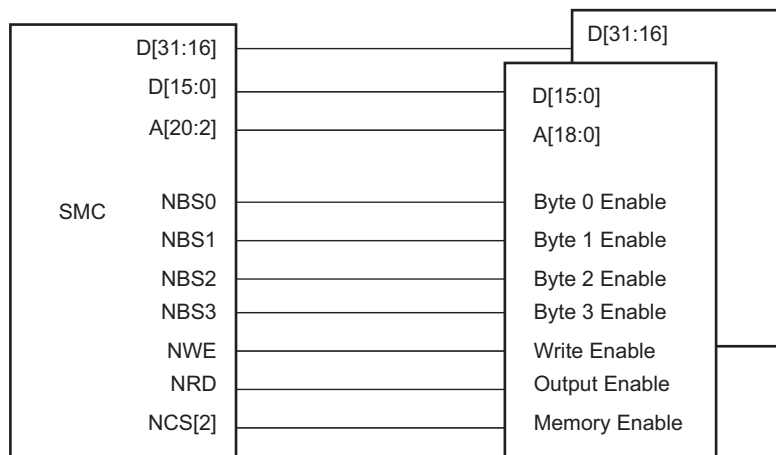 D[31:16] D[31:16]
D[15:0] D[15:0]
A[20:2] A[18:0]
SMC NBS0 Byte 0 Enable
NBS1 Byte 1 Enable
NBS2 Byte 2 Enable
NBS3 Byte 3 Enable
NWE Write Enable
NRD Output Enable
NCS[2] Memory Enable